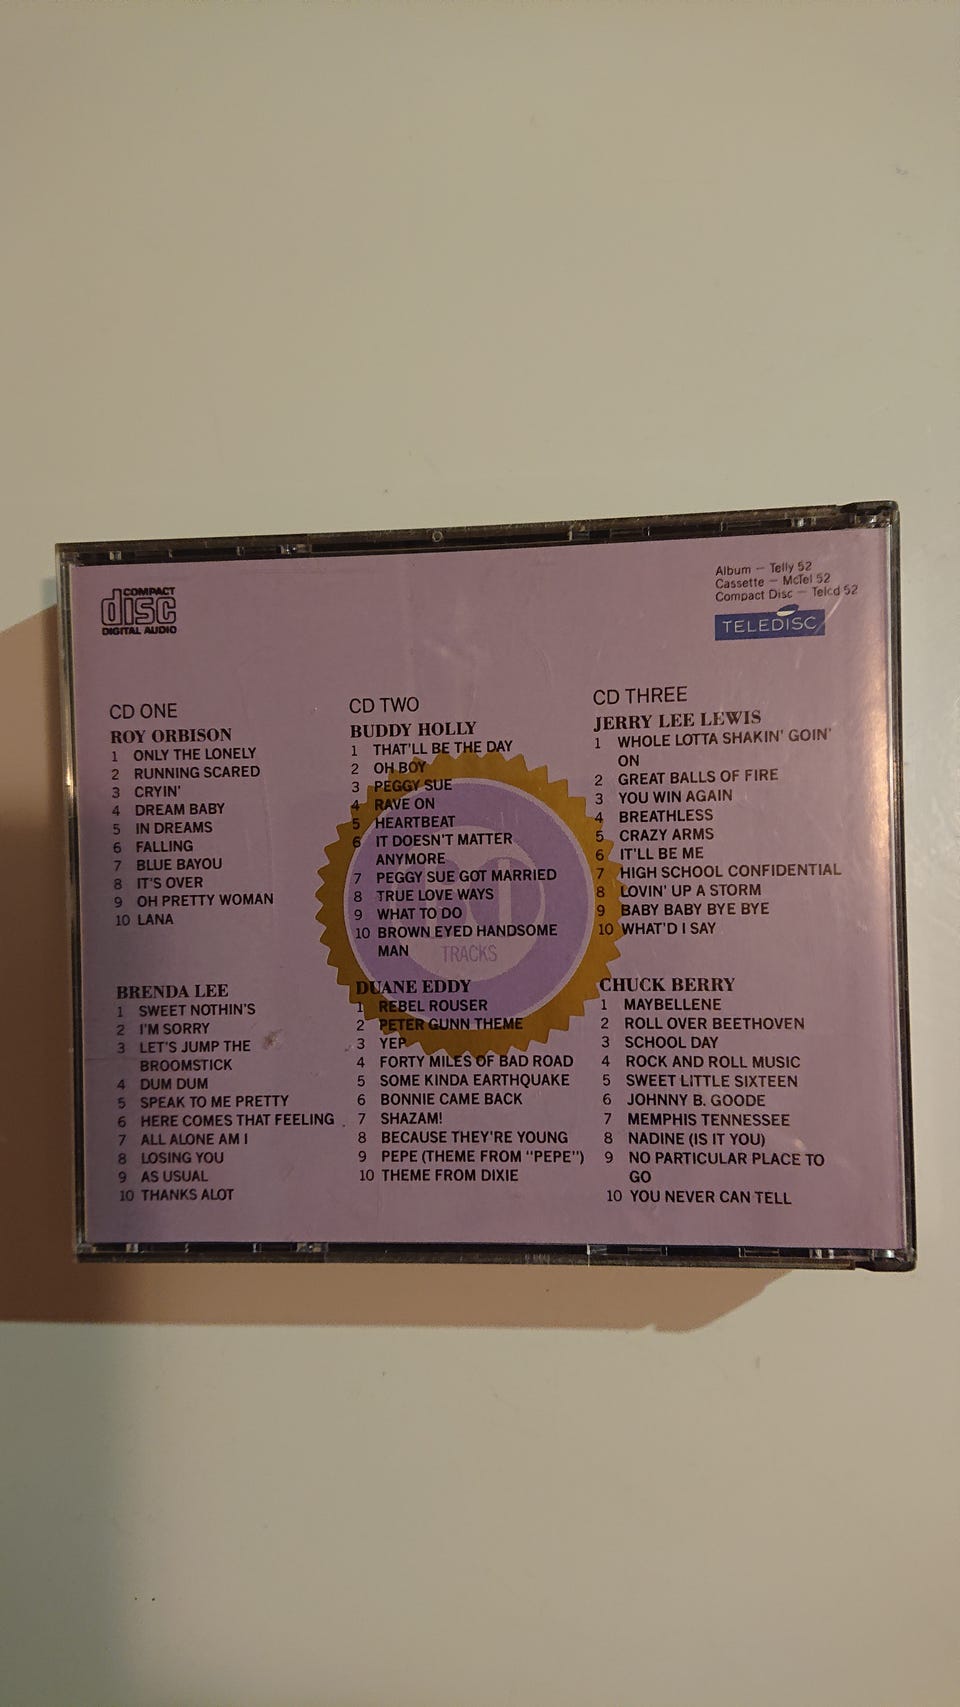 COMPACT
disc
DIGITAL AUDIO
Album — Telly 52
Cassette — McTel 52
Compact Disc — Telcd 52
TELEDISC
CD ONE
ROY ORBISON
1 ONLY THE LONELY
2 RUNNING SCARED
3 CRYIN'
4 DREAM BABY
5 IN DREAMS
6 FALLING
7 BLUE BAYOU
8 IT'S OVER
9 OH PRETTY WOMAN
10 LANA
BRENDA LEE
1 SWEET NOTHIN'S
2 I'M SORRY
3 LET'S JUMP THE
BROOMSTICK
4 DUM DUM
5 SPEAK TO ME PRETTY
6 HERE COMES THAT FEELING
7 ALL ALONE AM I
8 LOSING YOU
9 AS USUAL
10 THANKS ALOT
CD TWO
BUDDY HOLLY
1 THAT'LL BE THE DAY
2 OH BOY
3 PEGGY SUE
4 RAVE ON
5 HEARTBEAT
6 IT DOESN'T MATTER
ANYMORE
7 PEGGY SUE GOT MARRIED
8 TRUE LOVE WAYS
9 WHAT TO DO
10 BROWN EYED HANDSOME
MAN
TRACKS
DUANE EDDY
1 REBEL ROUSER
2 PETER GUNN THEME
3 YEP
4 FORTY MILES OF BAD ROAD
5 SOME KINDA EARTHQUAKE
6 BONNIE CAME BACK
7 SHAZAM!
8 BECAUSE THEY'RE YOUNG
9 PEPE (THEME FROM "PEPE")
10 THEME FROM DIXIE
CD THREE
JERRY LEE LEWIS
1 WHOLE LOTTA SHAKIN' GOIN'
ON
2 GREAT BALLS OF FIRE
3 YOU WIN AGAIN
4 BREATHLESS
5 CRAZY ARMS
6 IT'LL BE ME
7 HIGH SCHOOL CONFIDENTIAL
8 LOVIN' UP A STORM
9 BABY BABY BYE BYE
10 WHAT'D I SAY
CHUCK BERRY
1 MAYBELLENE
2 ROLL OVER BEETHOVEN
3 SCHOOL DAY
4 ROCK AND ROLL MUSIC
5 SWEET LITTLE SIXTEEN
6 JOHNNY B. GOODE
7 MEMPHIS TENNESSEE
8 NADINE (IS IT YOU)
9 NO PARTICULAR PLACE TO
GO
10 YOU NEVER CAN TELL